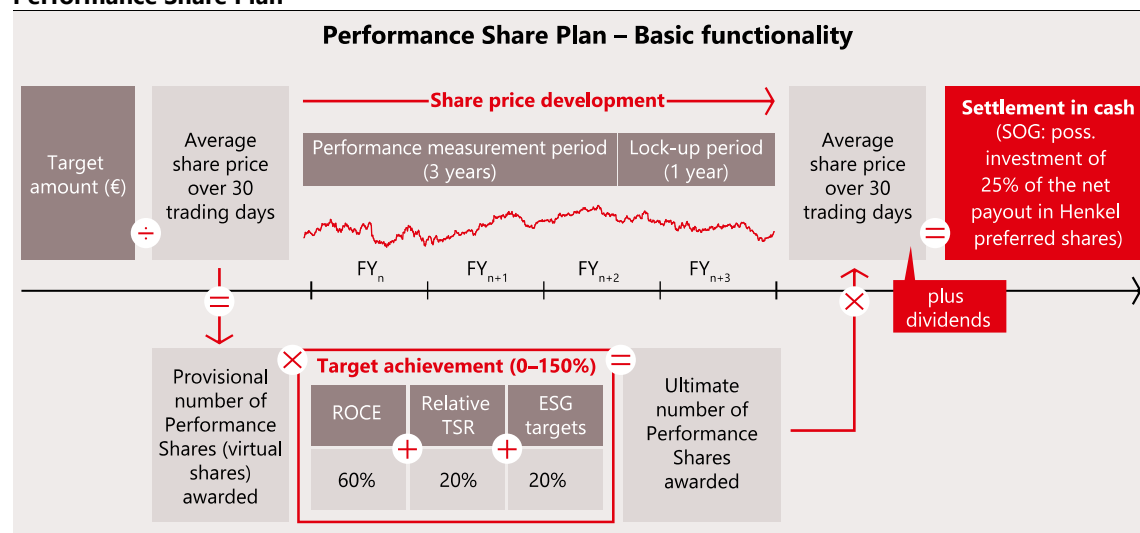 Performance Share Plan
Performance Share Plan – Basic functionality
Target
amount (€)
÷
Average
share price
over 30
trading days
Share price development
Performance measurement period
(3 years)
Lock-up period
(1 year)
FYn
FYn+1
FYn+2
FYn+3
Average
share price
over 30
trading days
=
Settlement in cash
(SOG: poss.
investment of
25% of the net
payout in Henkel
preferred shares)
plus
dividends
=
×
Provisional
number of
Performance
Shares (virtual
shares)
awarded
×
Target achievement (0–150%)
ROCE
Relative
TSR
ESG
targets
+
+
60%
20%
20%
=
Ultimate
number of
Performance
Shares
awarded